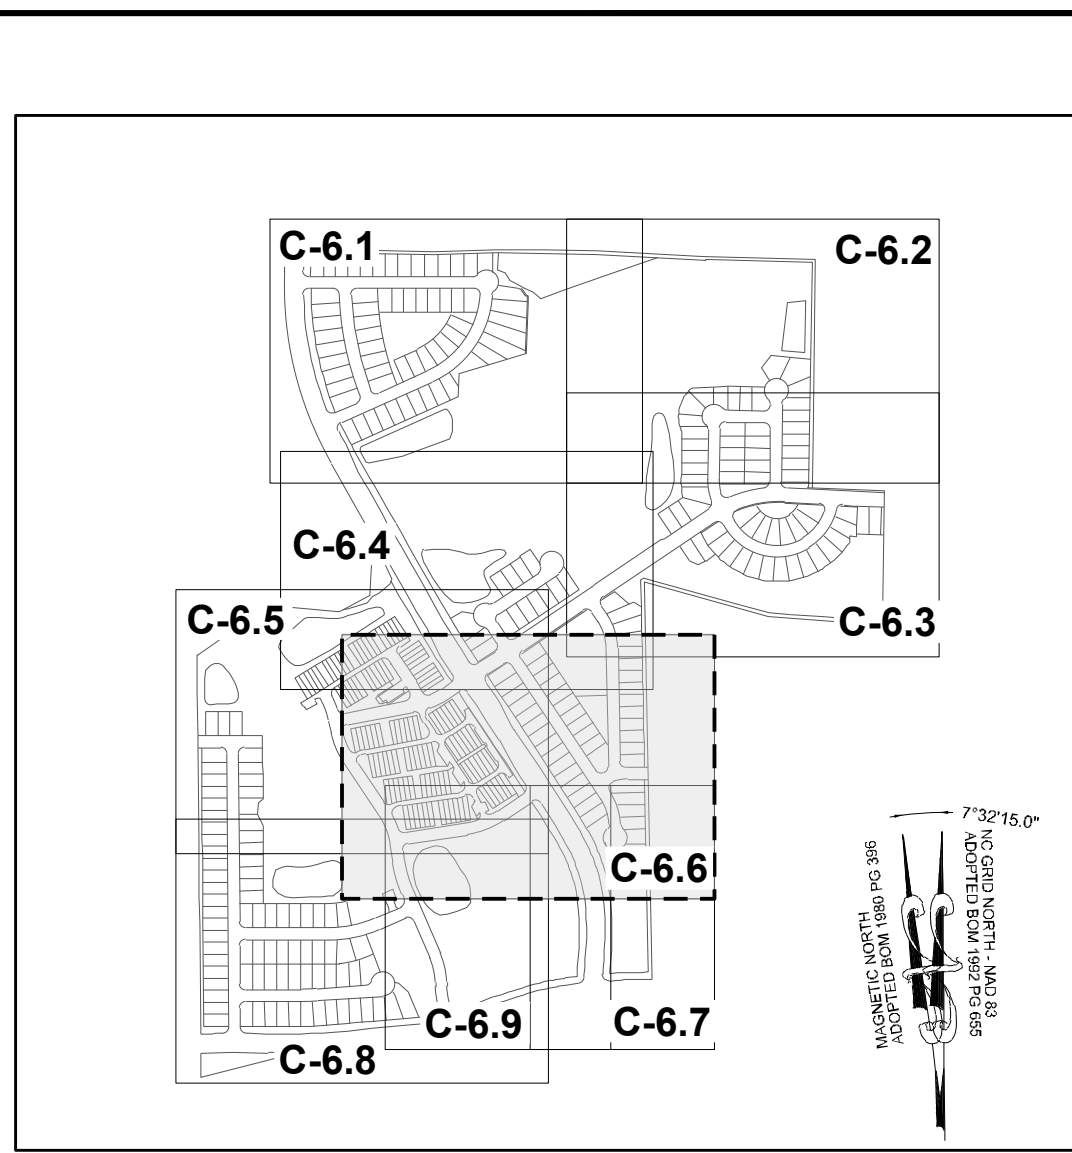 C-6.1
C-6.2
C-6.4
C-6.5
C-6.3
C-6.6
C-6.9
C-6.7
C-6.8
7°32'15.0"
MAGNETIC NORTH
ADOPTED BOM 1980 PG 396
NC GRID NORTH - NAD 83
ADOPTED BOM 1992 PG 655